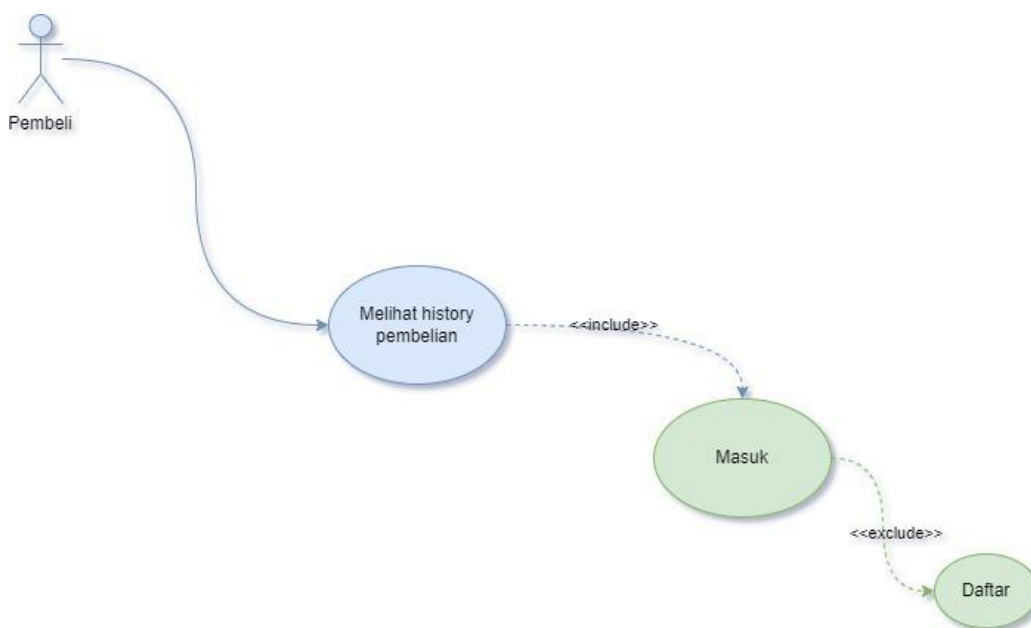 Pembeli
Melihat history
pembelian
<<include>>
Masuk
<<exclude>>
Daftar